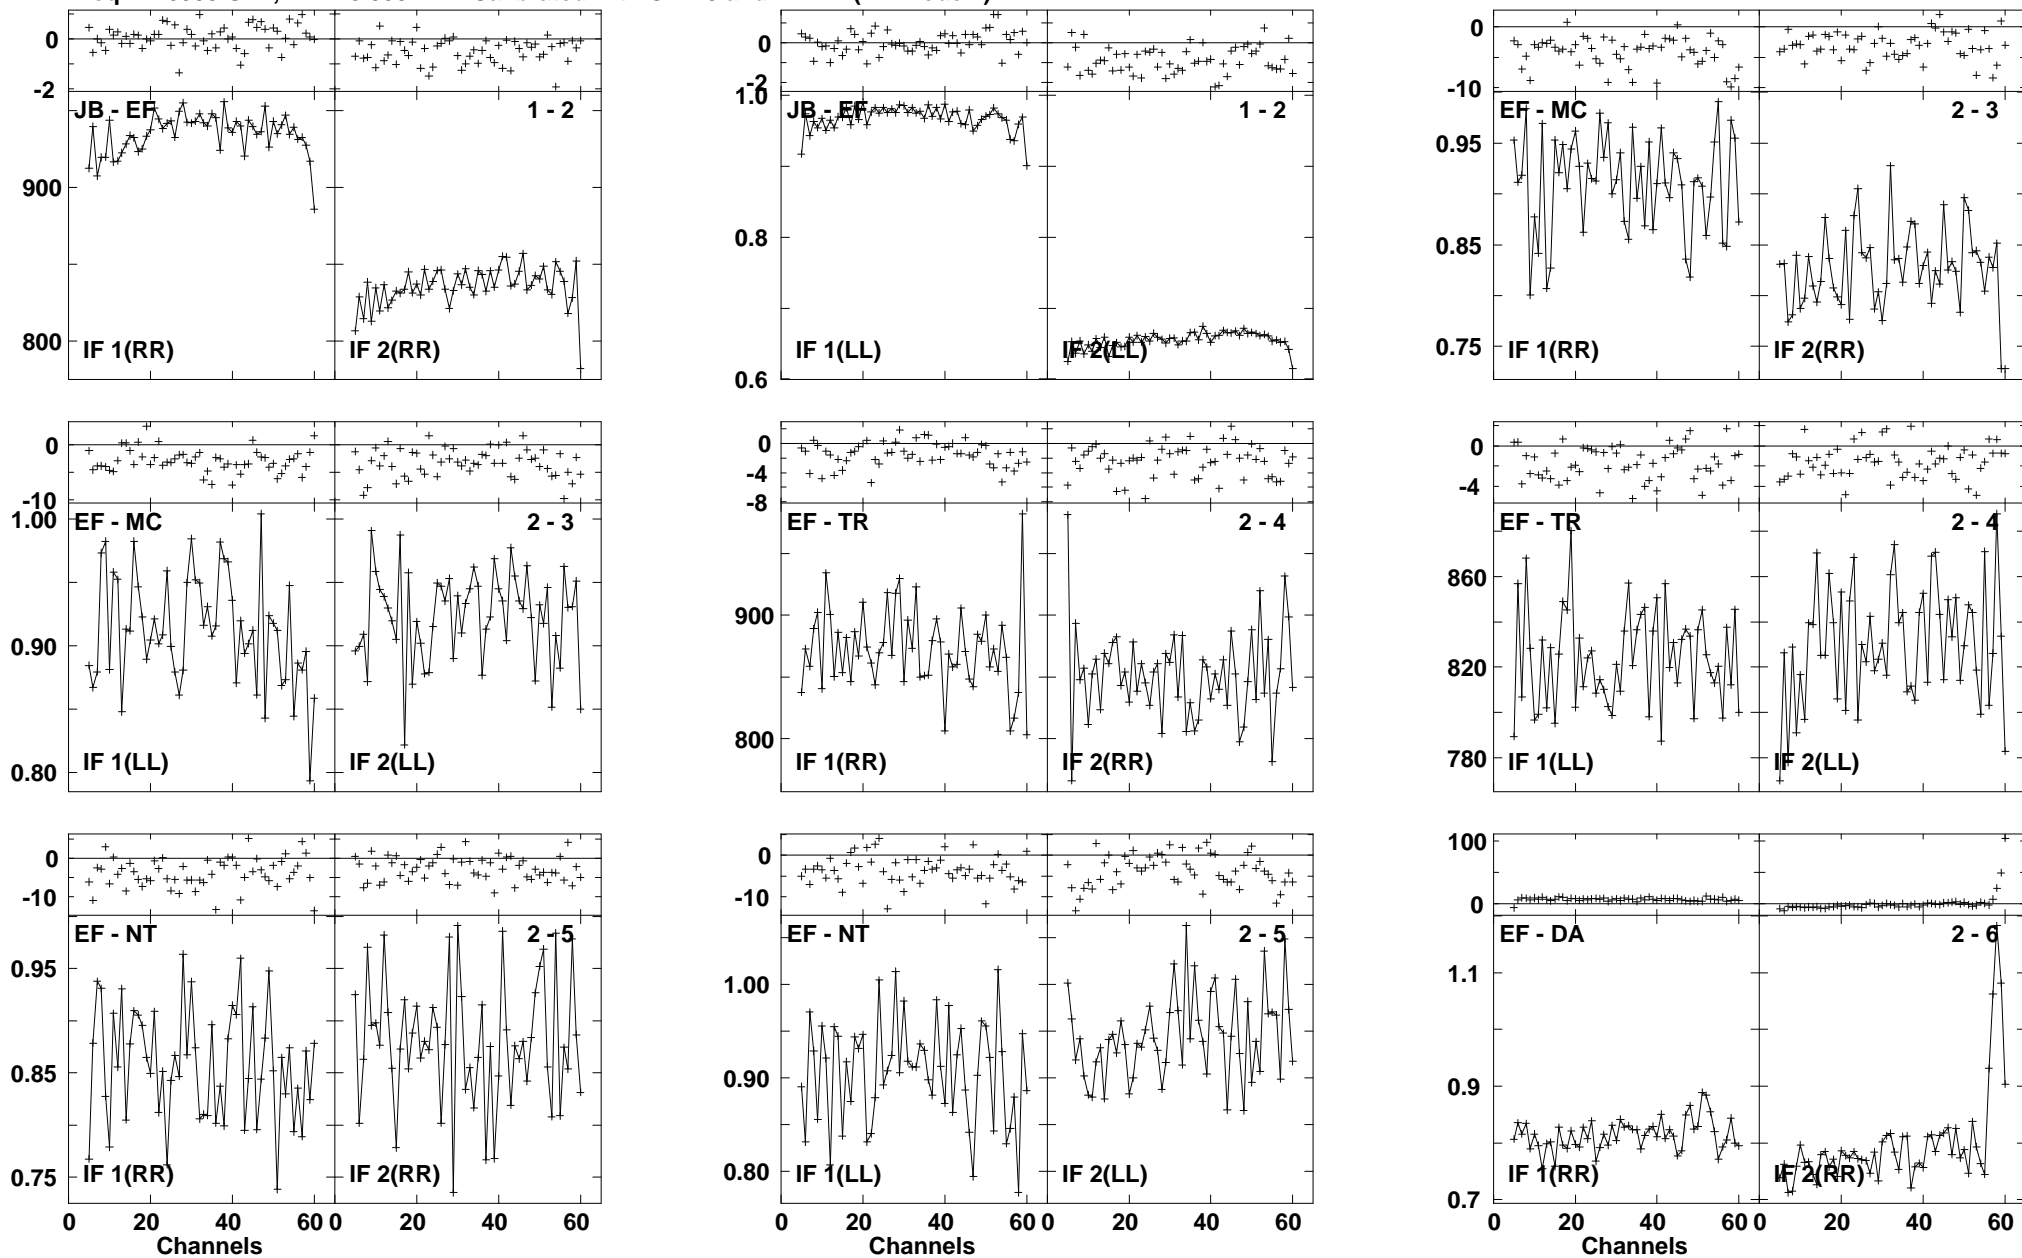 0 0 0
-2 -2 -10
JB - EF 1 - 2 1.0 JB - EF 1 - 2 EF - MC 2 - 3
0.95
900
0.8 0.85
800 IF 1(RR) IF 2(RR) IF 1(LL) IF 2(LL) 0.75 IF 1(RR) IF 2(RR)
0.6
0 0 0
-4 -4
-10 -8
1.00 EF - MC 2 - 3 EF - TR 2 - 4 EF - TR 2 - 4
860
900
0.90 820
800 780
0.80 IF 1(LL) IF 2(LL) IF 1(RR) IF 2(RR) IF 1(LL) IF 2(LL)
0 0 100
-10 -10 0
EF - NT 2 - 5 EF - NT 2 - 5 EF - DA 2 - 6
0.95 1.00 1.1
0.85 0.90 0.9
0.75 IF 1(RR) IF 2(RR) 0.80 IF 1(LL) IF 2(LL) 0.7 IF 1(RR) IF 2(RR)
0 20 40 60 0 20 40 60 0 20 40 60 0 20 40 60 0 20 40 60 0 20 40 60
Channels Channels Channels